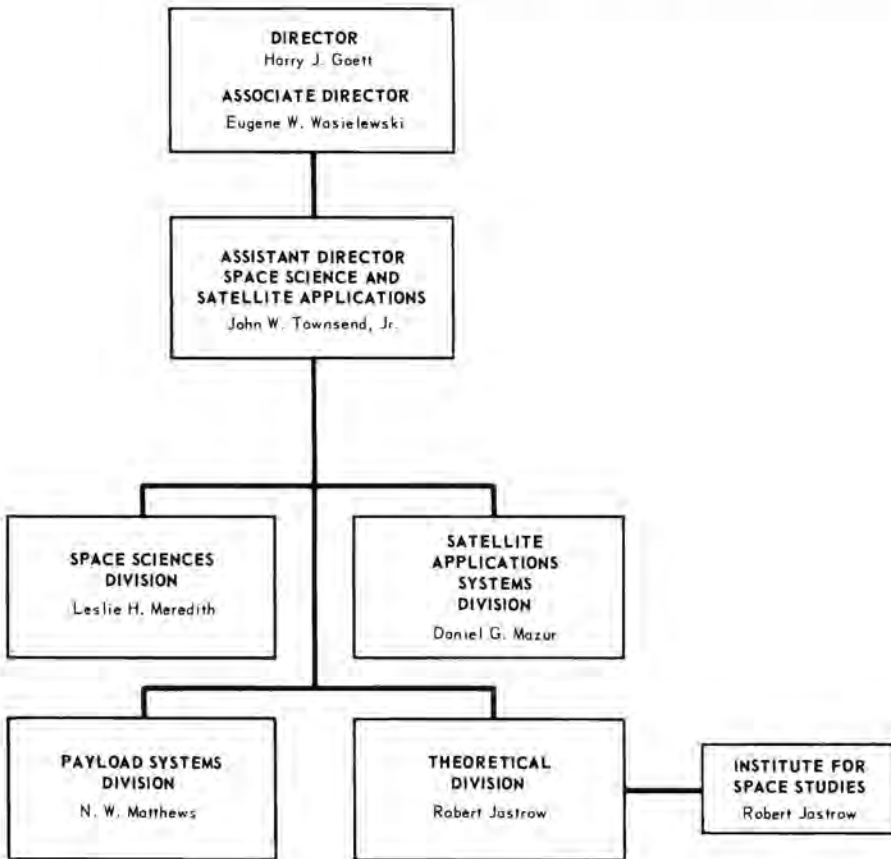 DIRECTOR
Harry J. Goett
ASSOCIATE DIRECTOR
Eugene W. Wasielewski
ASSISTANT DIRECTOR
SPACE SCIENCE AND
SATELLITE APPLICATIONS
John W. Townsend, Jr.
SPACE SCIENCES
DIVISION
Leslie H. Meredith
SATELLITE
APPLICATIONS
SYSTEMS
DIVISION
Daniel G. Mazur
PAYLOAD SYSTEMS
DIVISION
N. W. Matthews
THEORETICAL
DIVISION
Robert Jastrow
INSTITUTE FOR
SPACE STUDIES
Robert Jastrow